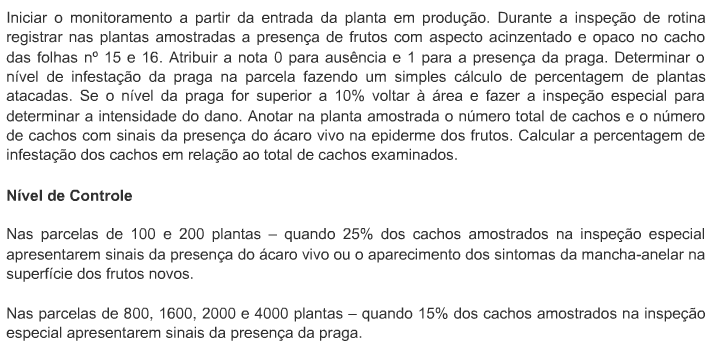 Iniciar o monitoramento a partir da entrada da planta em produção. Durante a inspeção de rotina
registrar nas plantas amostradas a presença de frutos com aspecto acinzentado e opaco no cacho
das folhas nº 15 e 16. Atribuir a nota 0 para ausência e 1 para a presença da praga. Determinar o
nível de infestação da praga na parcela fazendo um simples cálculo de percentagem de plantas
atacadas. Se o nível da praga for superior a 10% voltar à área e fazer a inspeção especial para
determinar a intensidade do dano. Anotar na planta amostrada o número total de cachos e o número
de cachos com sinais da presença do ácaro vivo na epiderme dos frutos. Calcular a percentagem de
infestação dos cachos em relação ao total de cachos examinados.
Nível de Controle
Nas parcelas de 100 e 200 plantas – quando 25% dos cachos amostrados na inspeção especial
apresentarem sinais da presença do ácaro vivo ou o aparecimento dos sintomas da mancha-anelar na
superfície dos frutos novos.
Nas parcelas de 800, 1600, 2000 e 4000 plantas – quando 15% dos cachos amostrados na inspeção
especial apresentarem sinais da presença da praga.